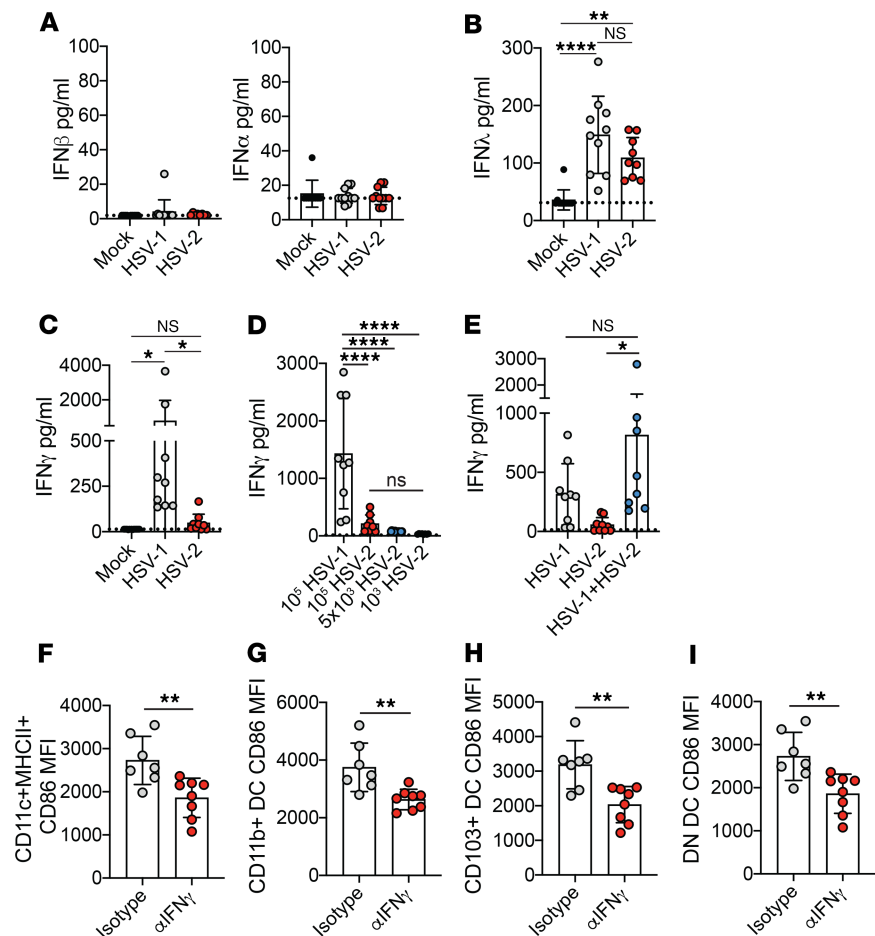 A
IFNβ pg/ml
100
80
60
40
20
0
Mock
HSV-1
HSV-2
IFNα pg/ml
100
80
60
40
20
0
Mock
HSV-1
HSV-2
B
**
NS
****
IFNλ pg/ml
300
200
100
0
Mock
HSV-1
HSV-2
C
NS
*
*
IFNγ pg/ml
4000
2000
500
250
0
Mock
HSV-1
HSV-2
D
****
****
****
ns
IFNγ pg/ml
3000
2000
1000
0
10⁵ HSV-1
10⁵ HSV-2
5x10³ HSV-2
10³ HSV-2
E
NS
*
IFNγ pg/ml
3000
2000
1000
500
0
HSV-1
HSV-2
HSV-1+HSV-2
F
**
CD11c+MHCII+
CD86 MFI
4000
3000
2000
1000
0
Isotype
αIFNγ
G
**
CD11b+ DC CD86 MFI
6000
4000
2000
0
Isotype
αIFNγ
H
**
CD103+ DC CD86 MFI
5000
4000
3000
2000
1000
0
Isotype
αIFNγ
I
**
DN DC CD86 MFI
4000
3000
2000
1000
0
Isotype
αIFNγ